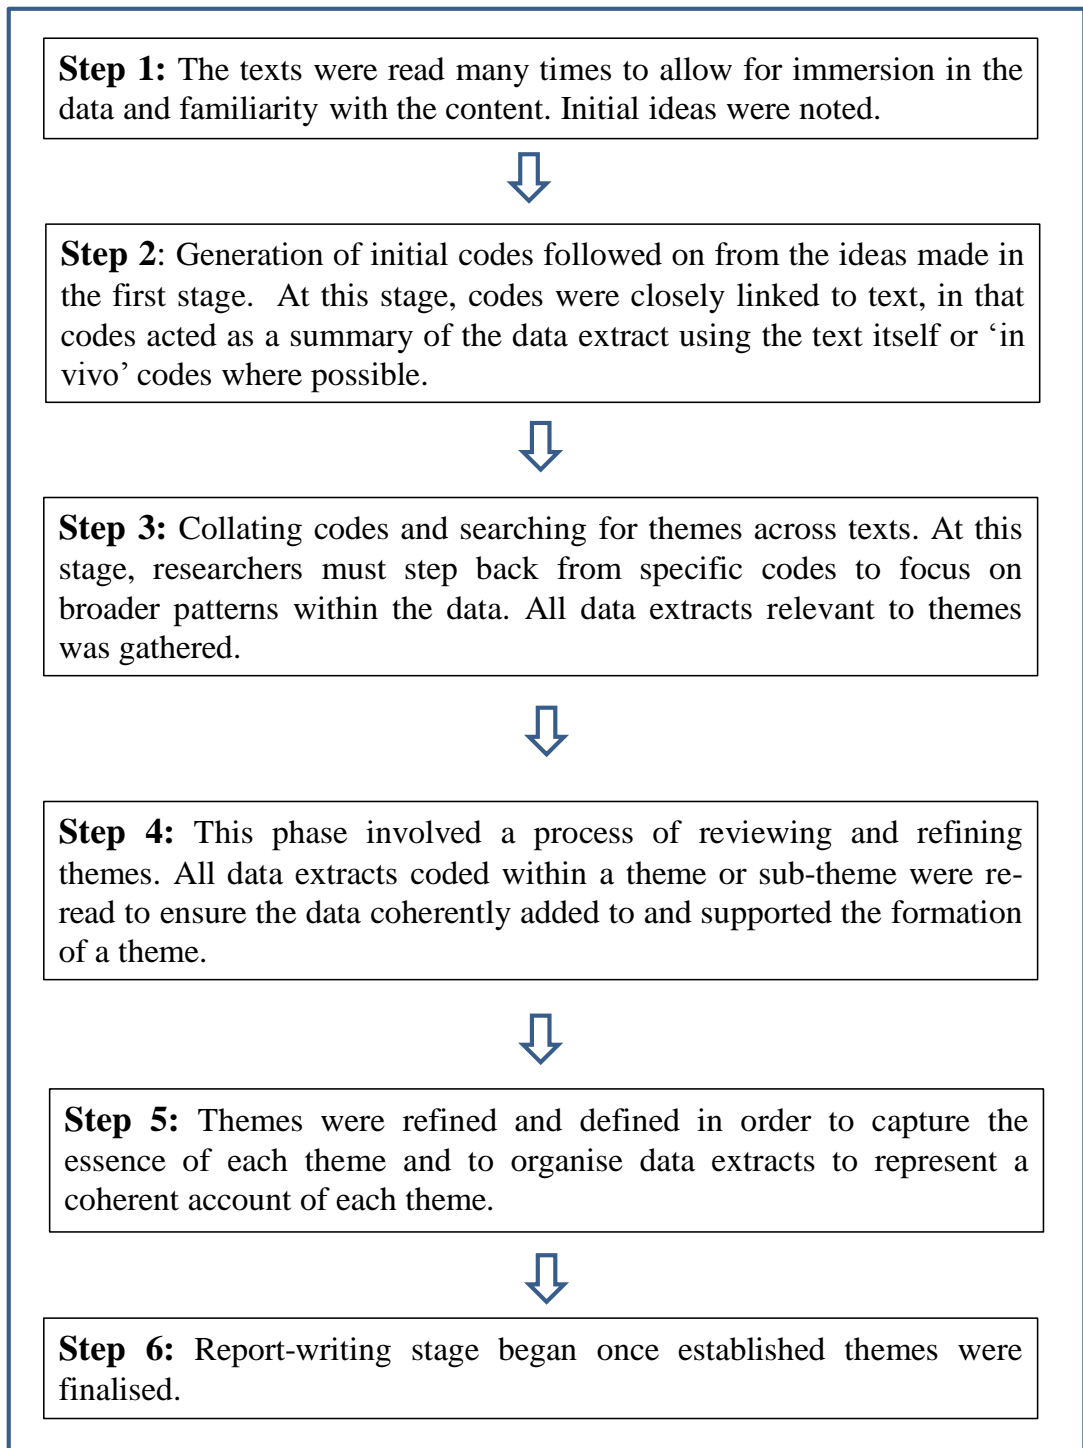 Step 1: The texts were read many times to allow for immersion in the
data and familiarity with the content. Initial ideas were noted.
Step 2: Generation of initial codes followed on from the ideas made in
the first stage. At this stage, codes were closely linked to text, in that
codes acted as a summary of the data extract using the text itself or ‘in
vivo’ codes where possible.
Step 3: Collating codes and searching for themes across texts. At this
stage, researchers must step back from specific codes to focus on
broader patterns within the data. All data extracts relevant to themes
was gathered.
Step 4: This phase involved a process of reviewing and refining
themes. All data extracts coded within a theme or sub-theme were re-
read to ensure the data coherently added to and supported the formation
of a theme.
Step 5: Themes were refined and defined in order to capture the
essence of each theme and to organise data extracts to represent a
coherent account of each theme.
Step 6: Report-writing stage began once established themes were
finalised.